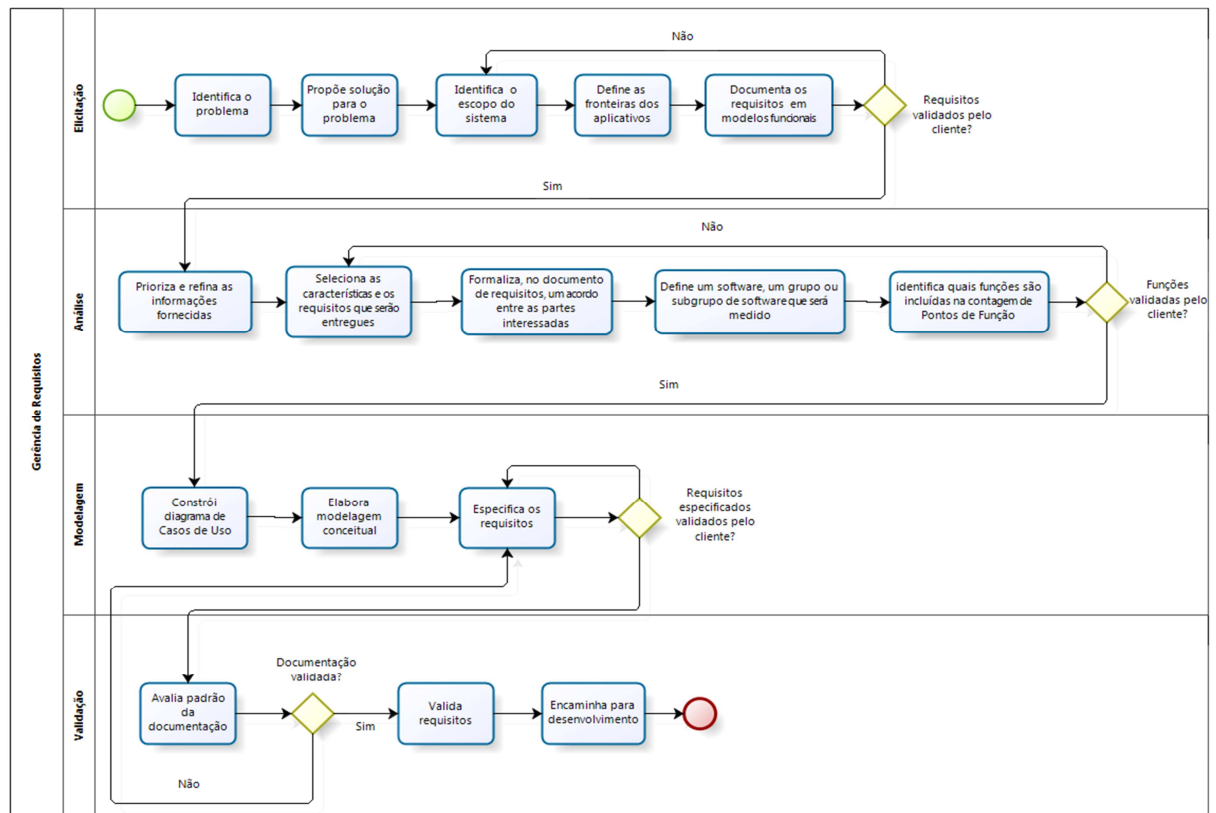 Gerência de Requisitos
Elicitação
Não
Identifica o
problema
Propõe solução
para o
problema
Identifica o
escopo do
sistema
Define as
fronteiras dos
aplicativos
Documenta os
requisitos em
modelos funcionais
Requisitos
validados pelo
cliente?
Sim
Análise
Não
Prioriza e refina as
informações
fornecidas
Seleciona as
características e os
requisitos que serão
entregues
Formaliza, no documento
de requisitos, um acordo
entre as partes
interessadas
Define um software, um grupo ou
subgrupo de software que será
medido
identifica quais funções são
incluídas na contagem de
Pontos de Função
Funções
validadas pelo
cliente?
Sim
Modelagem
Constrói
diagrama de
Casos de Uso
Elabora
modelagem
conceitual
Especifica os
requisitos
Requisitos
especificados
validados pelo
cliente?
Validação
Avalia padrão
da
documentação
Documentação
validada?
Sim
Valida
requisitos
Encaminha para
desenvolvimento
Não